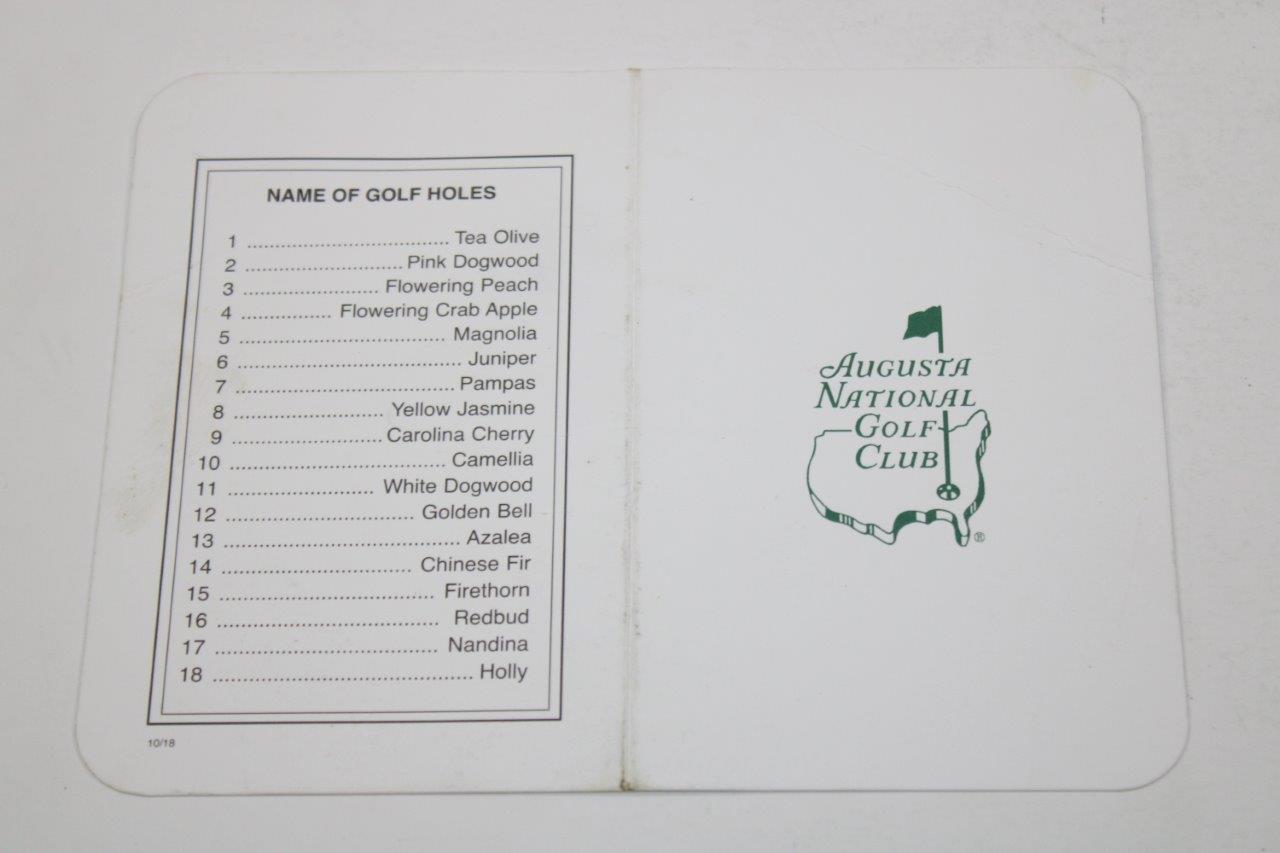 NAME OF GOLF HOLES
1 .................................. Tea Olive
2 .......................... Pink Dogwood
3 ....................... Flowering Peach
4 ............... Flowering Crab Apple
5 ................................... Magnolia
6 ...................................... Juniper
7 ..................................... Pampas
8 ......................... Yellow Jasmine
9 ......................... Carolina Cherry
10 .................................... Camellia
11 ........................ White Dogwood
12 ................................ Golden Bell
13 ............................................ Azalea
14 ................................ Chinese Fir
15 .................................... Firethorn
16 ..................................... Redbud
17 ..................................... Nandina
18 ............................................ Holly
10/18
AUGUSTA
NATIONAL
GOLF
CLUB
®